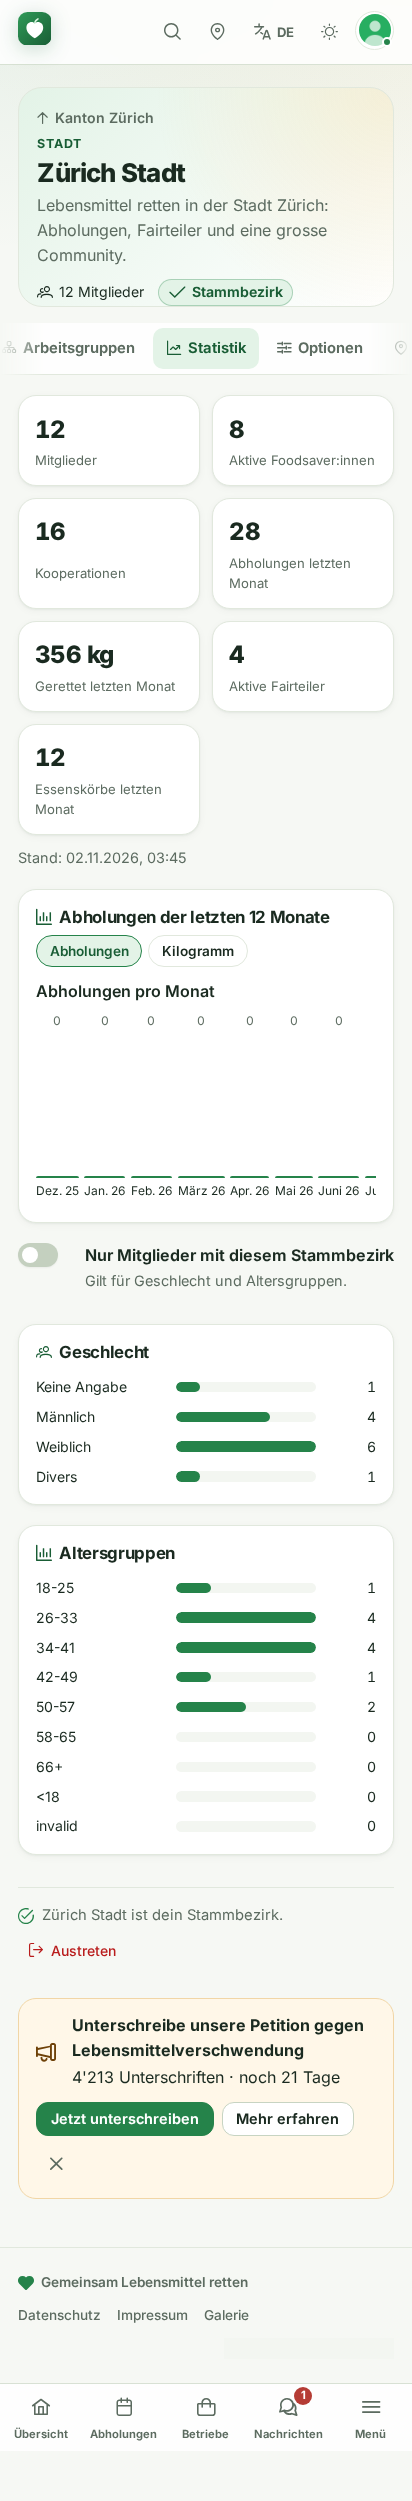 DE
Kanton Zürich
STADT
Zürich Stadt
Lebensmittel retten in der Stadt Zürich:
Abholungen, Fairteiler und eine grosse
Community.
12 Mitglieder
Stammbezirk
Arbeitsgruppen
Statistik
Optionen
12
Mitglieder
8
Aktive Foodsaver:innen
16
Kooperationen
28
Abholungen letzten
Monat
356 kg
Gerettet letzten Monat
4
Aktive Fairteiler
12
Essenskörbe letzten
Monat
Stand: 02.11.2026, 03:45
Abholungen der letzten 12 Monate
Abholungen
Kilogramm
Abholungen pro Monat
0 0 0 0 0 0 0
Dez. 25 Jan. 26 Feb. 26 März 26 Apr. 26 Mai 26 Juni 26 Ju
Nur Mitglieder mit diesem Stammbezirk
Gilt für Geschlecht und Altersgruppen.
Geschlecht
Keine Angabe 1
Männlich 4
Weiblich 6
Divers 1
Altersgruppen
18-25 1
26-33 4
34-41 4
42-49 1
50-57 2
58-65 0
66+ 0
<18 0
invalid 0
Zürich Stadt ist dein Stammbezirk.
Austreten
Unterschreibe unsere Petition gegen
Lebensmittelverschwendung
4'213 Unterschriften · noch 21 Tage
Jetzt unterschreiben
Mehr erfahren
Gemeinsam Lebensmittel retten
Datenschutz Impressum Galerie
1
Übersicht Abholungen Betriebe Nachrichten Menü